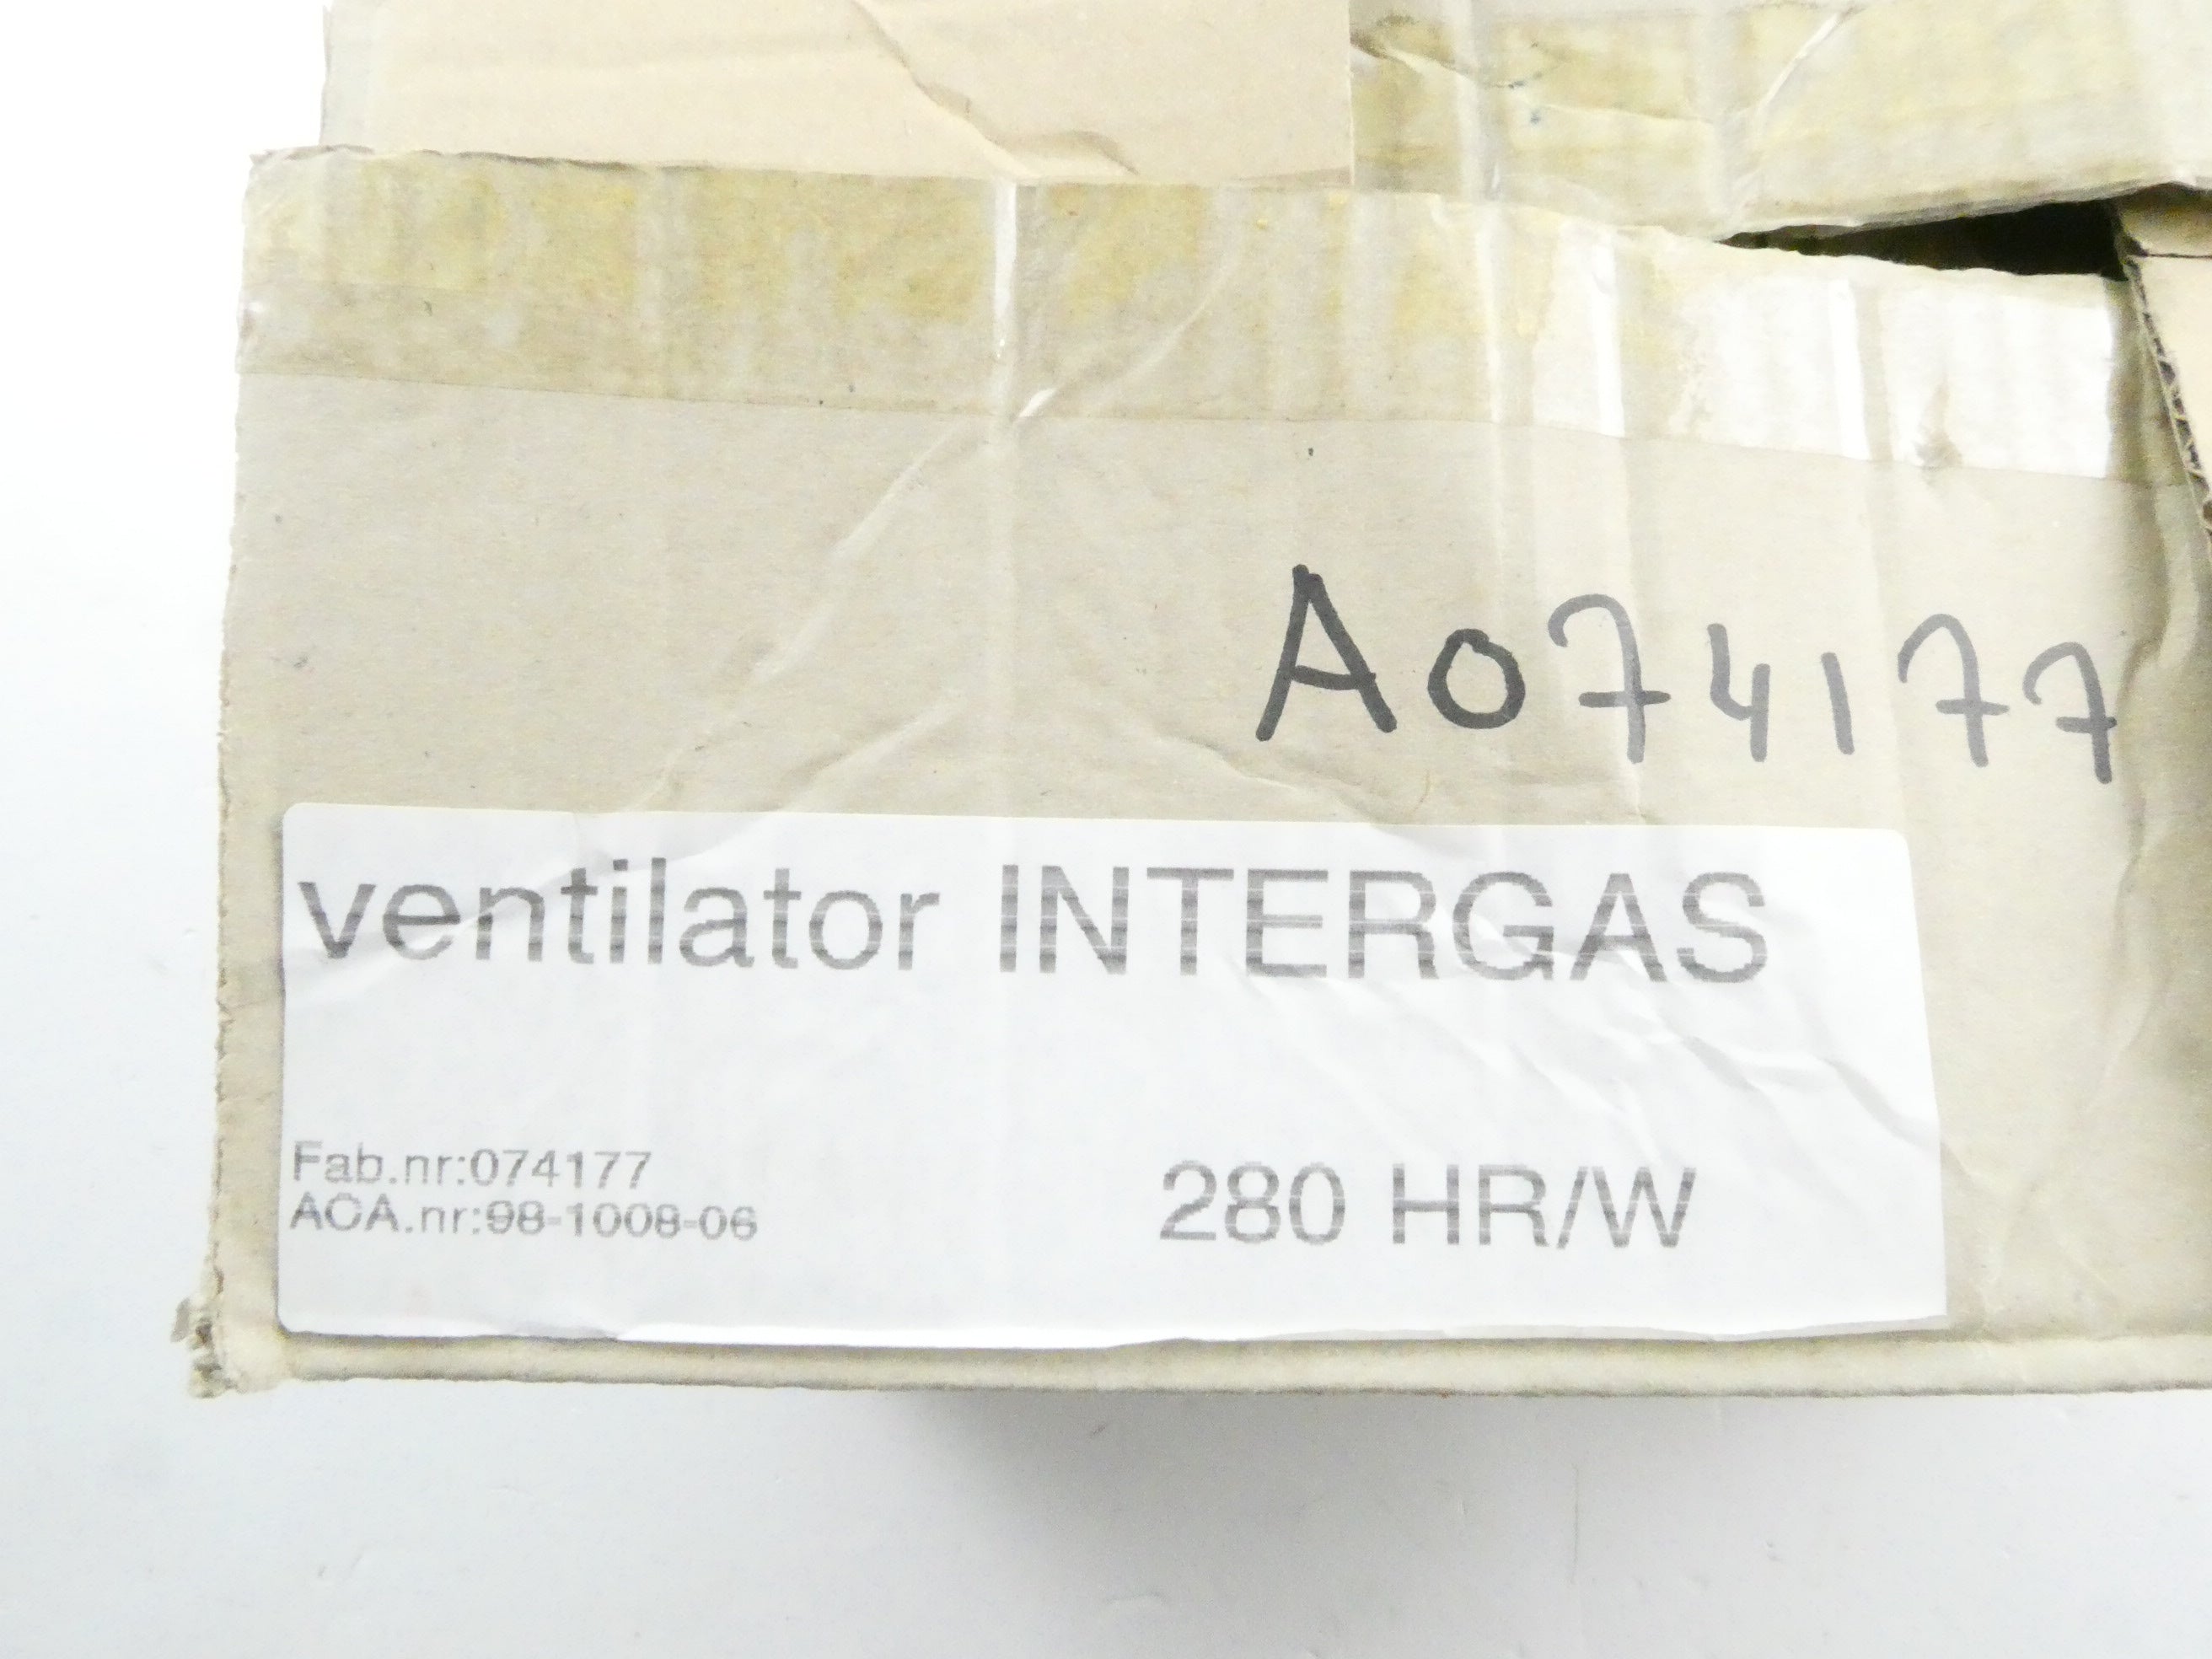 A074177
ventilator INTERGAS
Fab.nr:074177
ACA.nr:98-1008-06
280 HR/W